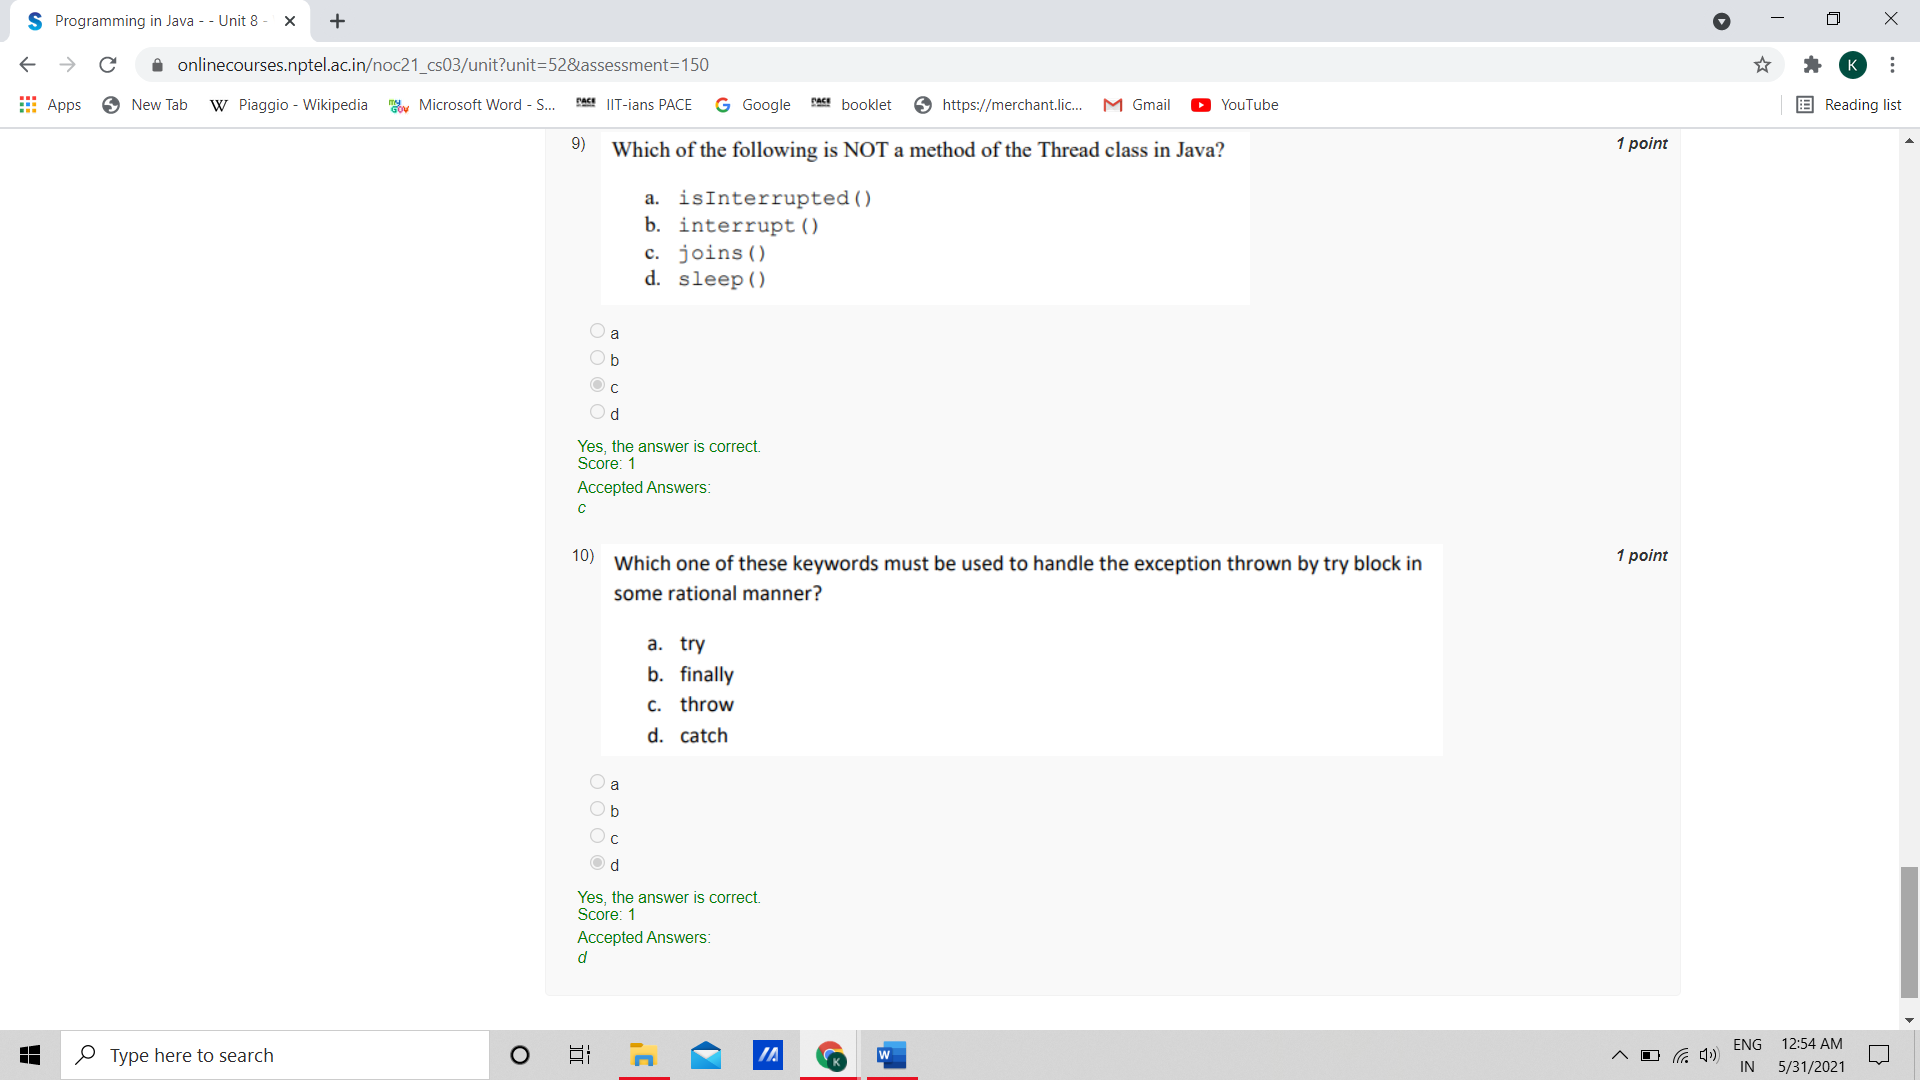 Programming in Java - - Unit 8 -
onlinecourses.nptel.ac.in/noc21_cs03/unit?unit=52&assessment=150
K
Apps New Tab W Piaggio - Wikipedia Microsoft Word - S... PACE IIT-ians PACE Google PACE booklet https://merchant.lic... Gmail YouTube Reading list
9) Which of the following is NOT a method of the Thread class in Java? 1 point
a. isInterrupted()
b. interrupt()
c. joins()
d. sleep()
a
b
c
d
Yes, the answer is correct.
Score: 1
Accepted Answers:
c
10) Which one of these keywords must be used to handle the exception thrown by try block in 1 point
some rational manner?
a. try
b. finally
c. throw
d. catch
a
b
c
d
Yes, the answer is correct.
Score: 1
Accepted Answers:
d
Type here to search
K
W
ENG
IN
12:54 AM
5/31/2021